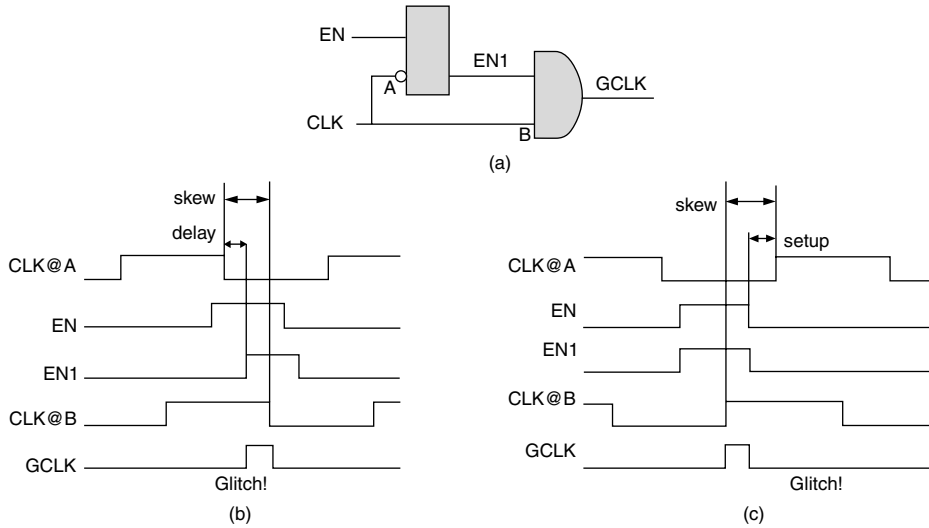 EN
EN1
GCLK
A
CLK
B
(a)
skew
delay
CLK@A
EN
EN1
CLK@B
GCLK
Glitch!
(b)
skew
setup
CLK@A
EN
EN1
CLK@B
GCLK
Glitch!
(c)